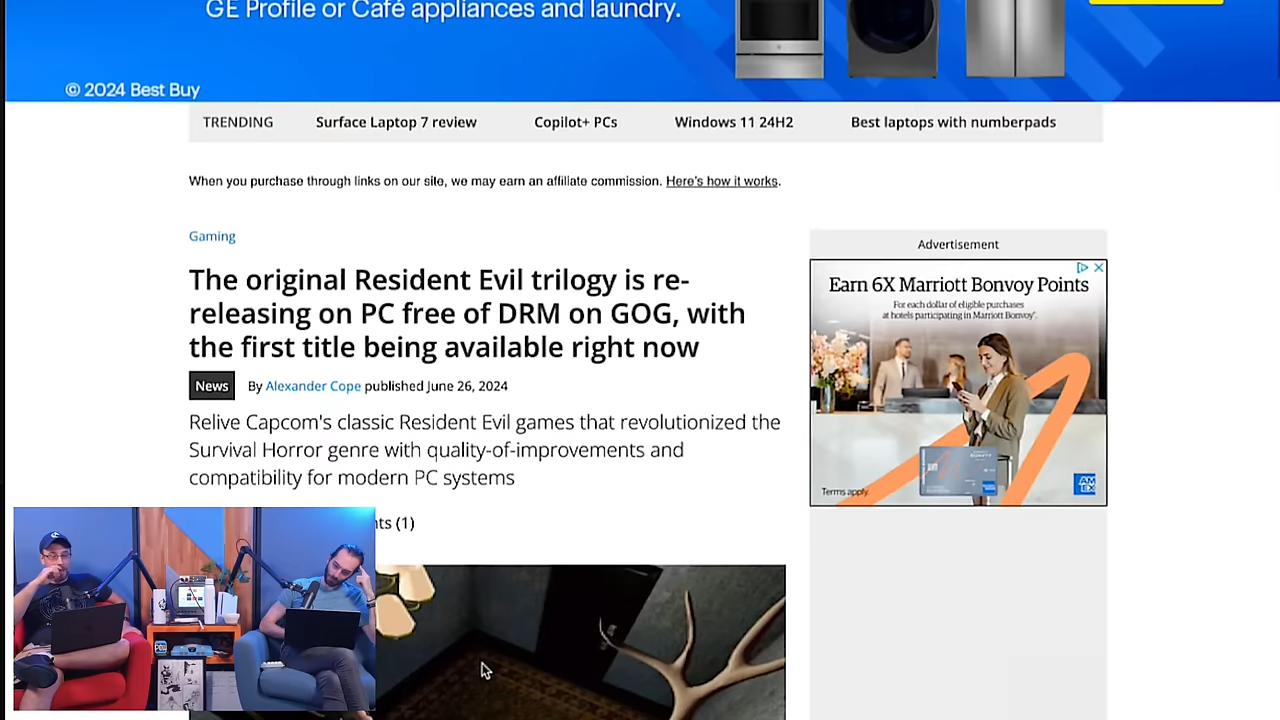 GE Profile or Café appliances and laundry.
© 2024 Best Buy
TRENDING Surface Laptop 7 review Copilot+ PCs Windows 11 24H2 Best laptops with numberpads
When you purchase through links on our site, we may earn an affiliate commission. Here's how it works.
Gaming
The original Resident Evil trilogy is re-
releasing on PC free of DRM on GOG, with
the first title being available right now
News By Alexander Cope published June 26, 2024
Relive Capcom's classic Resident Evil games that revolutionized the
Survival Horror genre with quality-of-improvements and
compatibility for modern PC systems
(1)
Advertisement
Earn 6X Marriott Bonvoy Points
For each dollar of eligible purchases
at hotels participating in Marriott Bonvoy®.
Terms apply.
AM
EX
POW